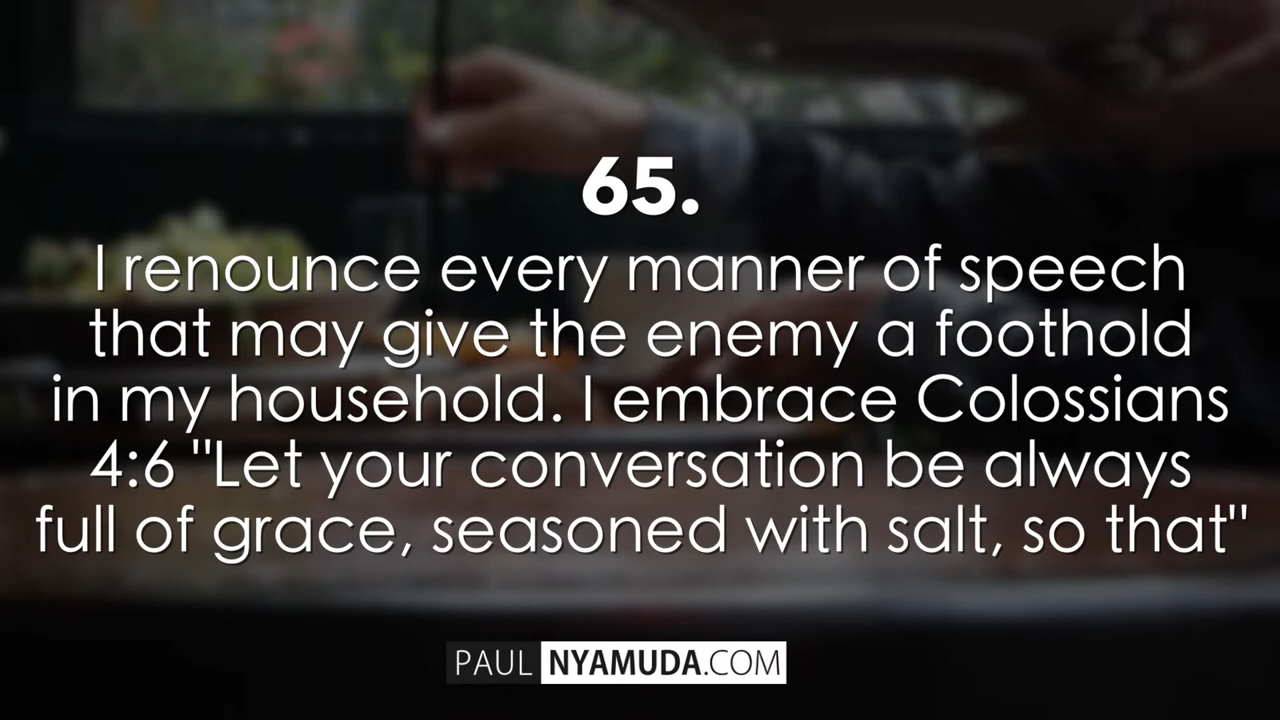 65.
I renounce every manner of speech
that may give the enemy a foothold
in my household. I embrace Colossians
4:6 "Let your conversation be always
full of grace, seasoned with salt, so that"
PAUL NYAMUDA.COM